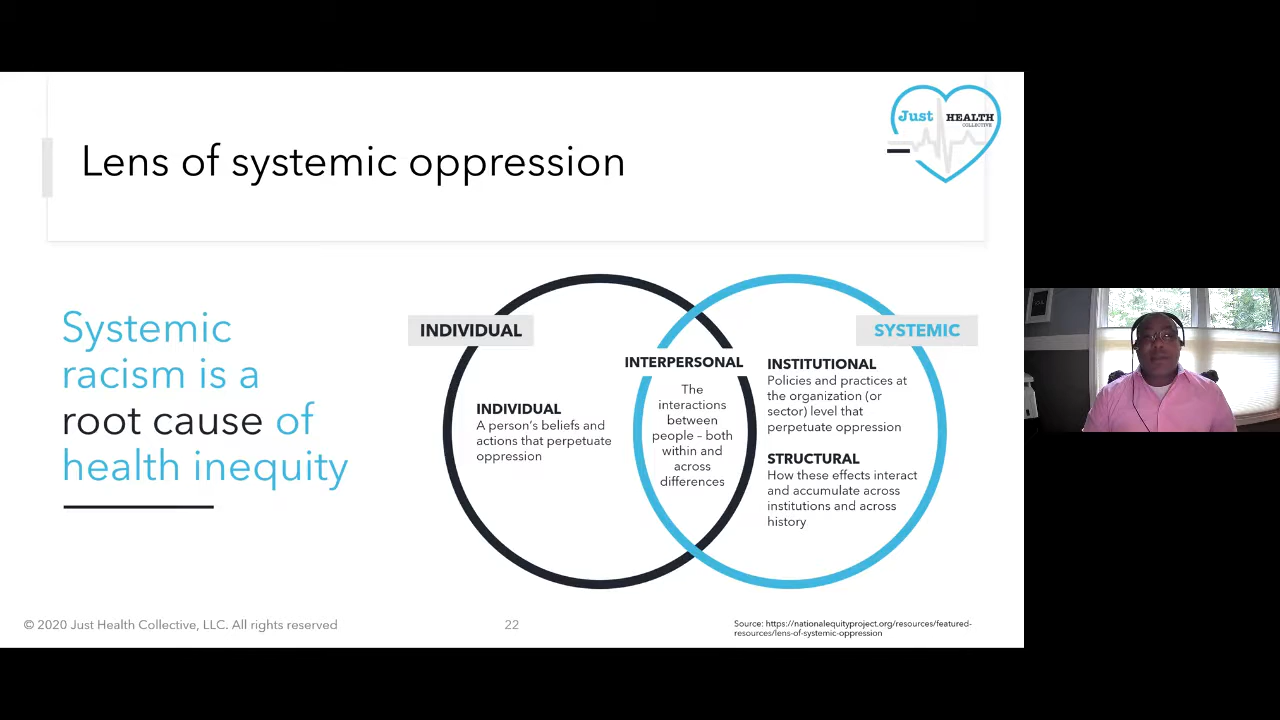 Just HEALTH
COLLECTIVE
Lens of systemic oppression
Systemic
racism is a
root cause of
health inequity
INDIVIDUAL
SYSTEMIC
INDIVIDUAL
A person's beliefs and
actions that perpetuate
oppression
INTERPERSONAL
The
interactions
between
people – both
within and
across
differences
INSTITUTIONAL
Policies and practices at
the organization (or
sector) level that
perpetuate oppression
STRUCTURAL
How these effects interact
and accumulate across
institutions and across
history
© 2020 Just Health Collective, LLC. All rights reserved
22
Source: https://nationalequityproject.org/resources/featured-
resources/lens-of-systemic-oppression